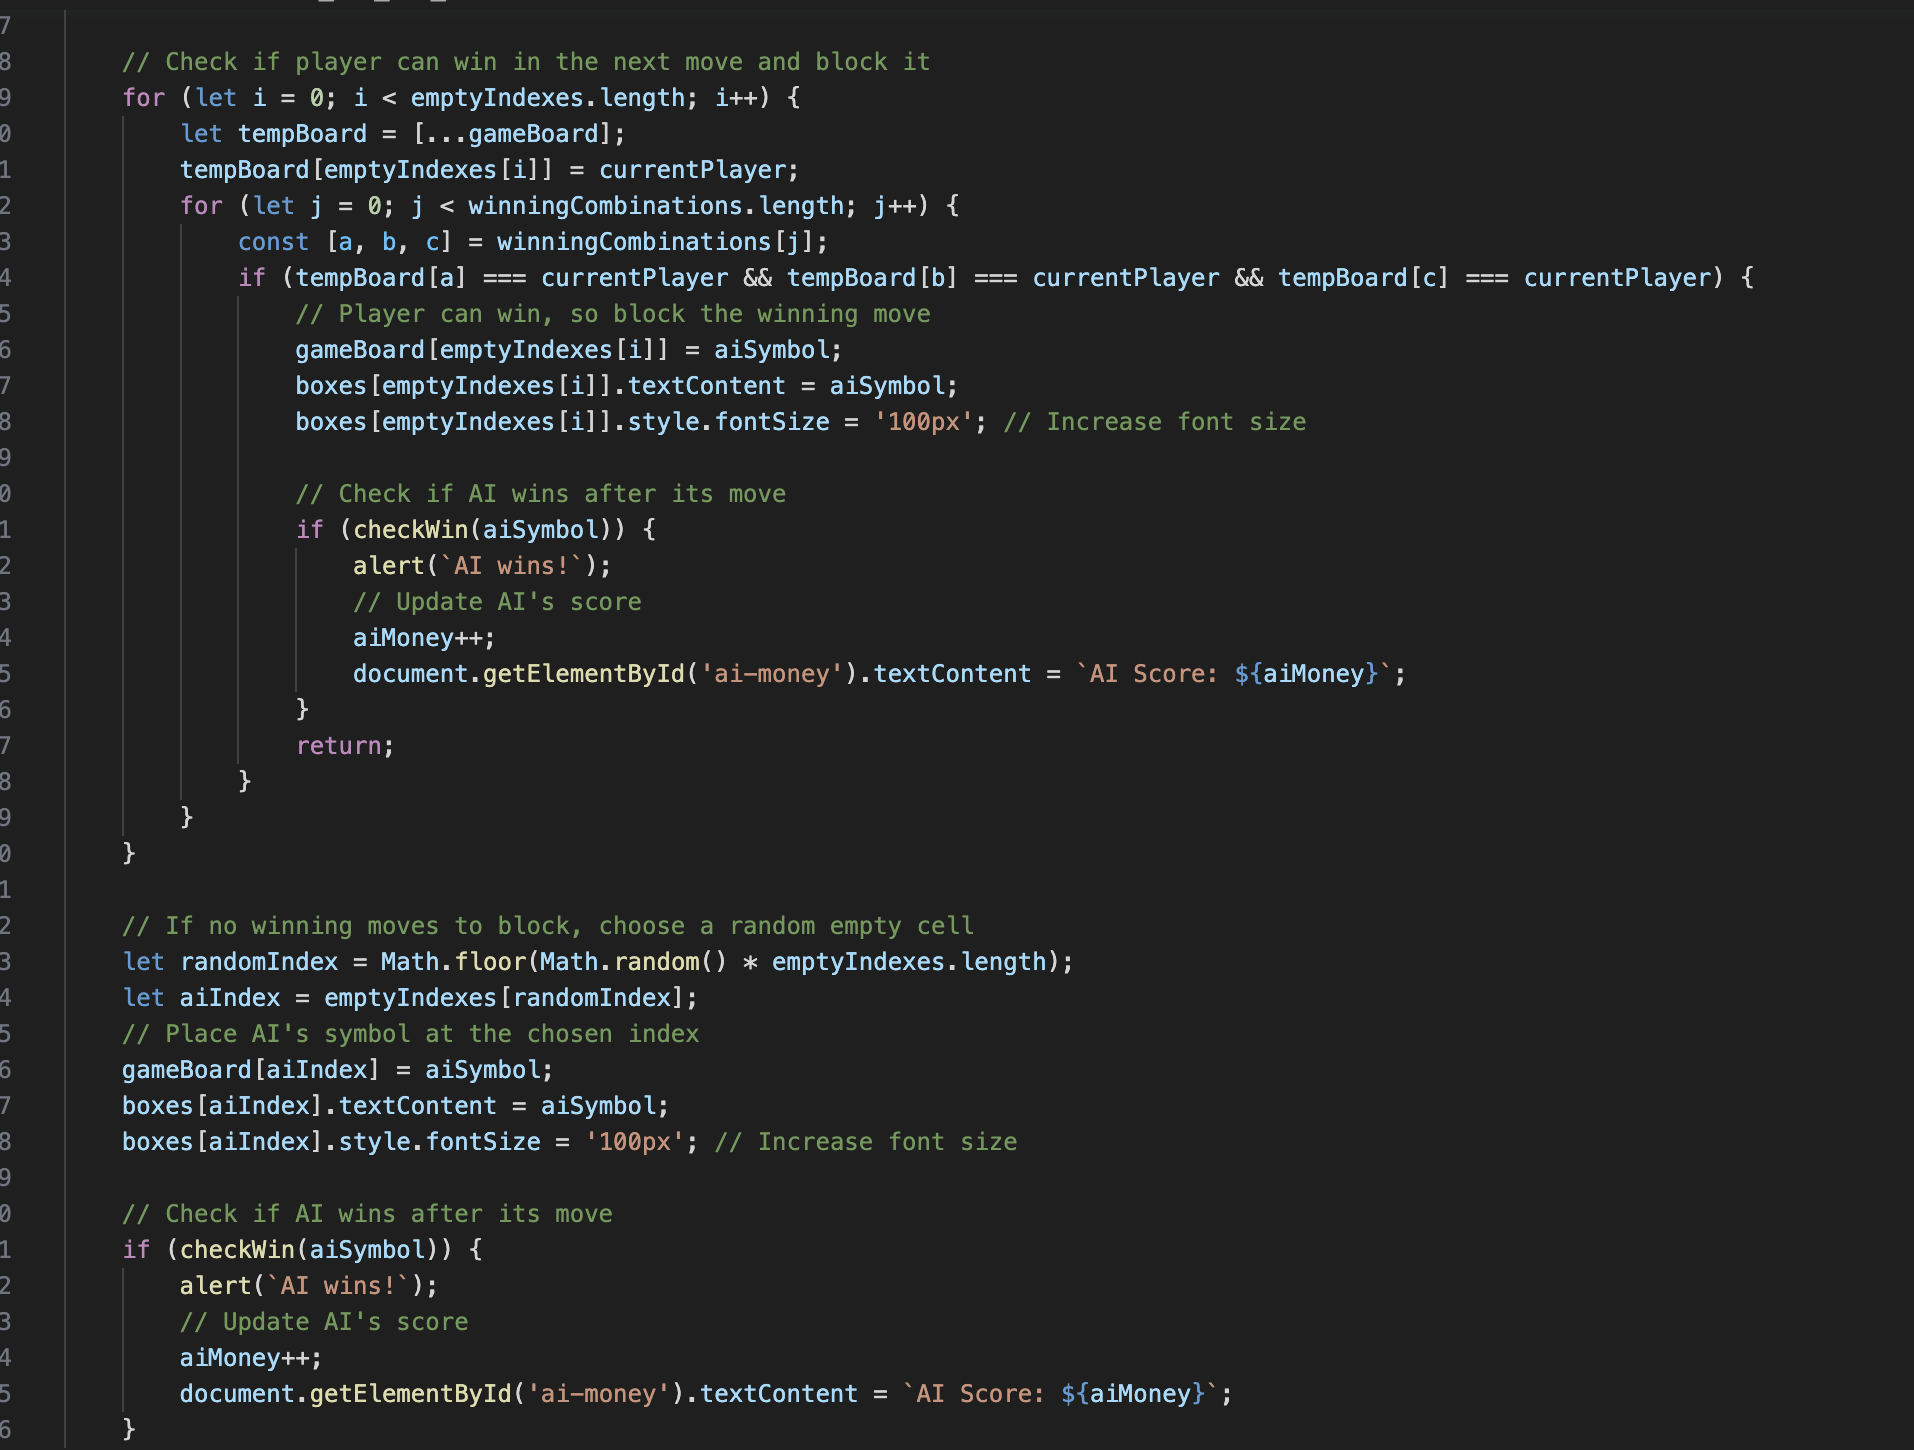 7
8 // Check if player can win in the next move and block it
9 for (let i = 0; i < emptyIndexes.length; i++) {
0 let tempBoard = [...gameBoard];
1 tempBoard[emptyIndexes[i]] = currentPlayer;
2 for (let j = 0; j < winningCombinations.length; j++) {
3 const [a, b, c] = winningCombinations[j];
4 if (tempBoard[a] === currentPlayer && tempBoard[b] === currentPlayer && tempBoard[c] === currentPlayer) {
5 // Player can win, so block the winning move
6 gameBoard[emptyIndexes[i]] = aiSymbol;
7 boxes[emptyIndexes[i]].textContent = aiSymbol;
8 boxes[emptyIndexes[i]].style.fontSize = '100px'; // Increase font size
9
0 // Check if AI wins after its move
1 if (checkWin(aiSymbol)) {
2 alert(`AI wins!`);
3 // Update AI's score
4 aiMoney++;
5 document.getElementById('ai-money').textContent = `AI Score: ${aiMoney}`;
6 }
7 return;
8 }
9 }
0 }
1
2 // If no winning moves to block, choose a random empty cell
3 let randomIndex = Math.floor(Math.random() * emptyIndexes.length);
4 let aiIndex = emptyIndexes[randomIndex];
5 // Place AI's symbol at the chosen index
6 gameBoard[aiIndex] = aiSymbol;
7 boxes[aiIndex].textContent = aiSymbol;
8 boxes[aiIndex].style.fontSize = '100px'; // Increase font size
9
0 // Check if AI wins after its move
1 if (checkWin(aiSymbol)) {
2 alert(`AI wins!`);
3 // Update AI's score
4 aiMoney++;
5 document.getElementById('ai-money').textContent = `AI Score: ${aiMoney}`;
6 }